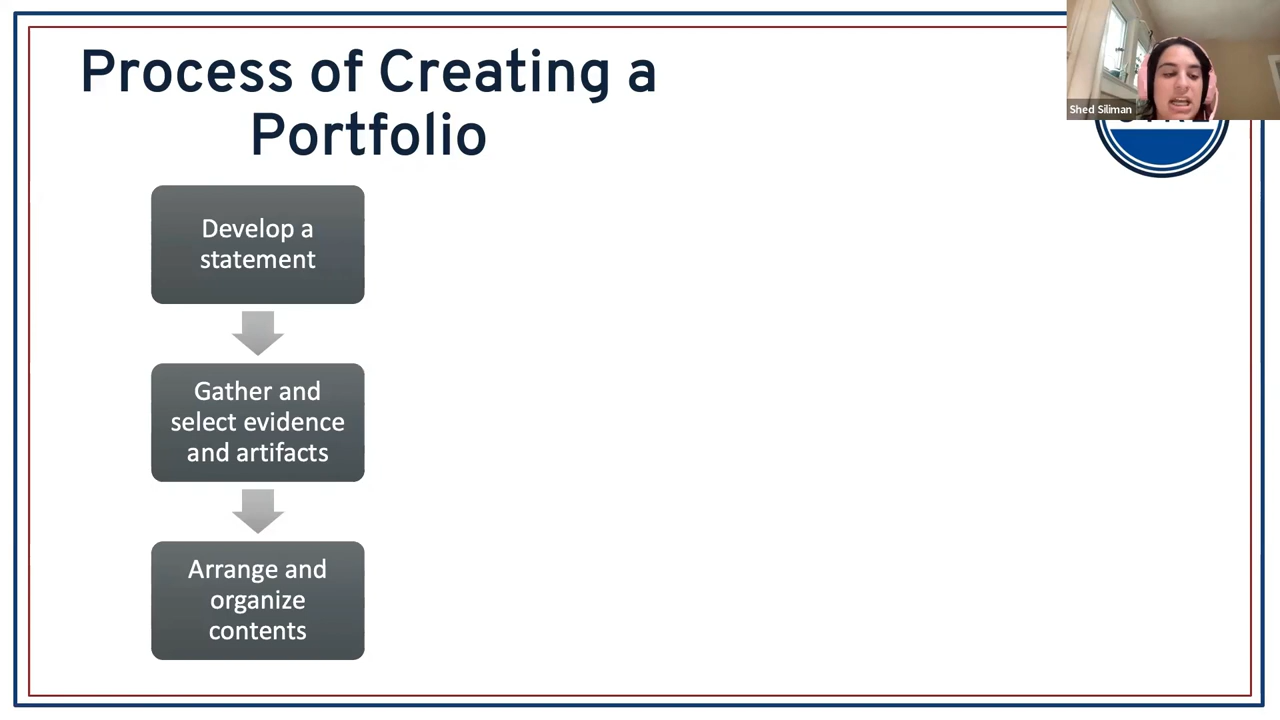 Process of Creating a
Portfolio
Shed Siliman
Develop a
statement
Gather and
select evidence
and artifacts
Arrange and
organize
contents